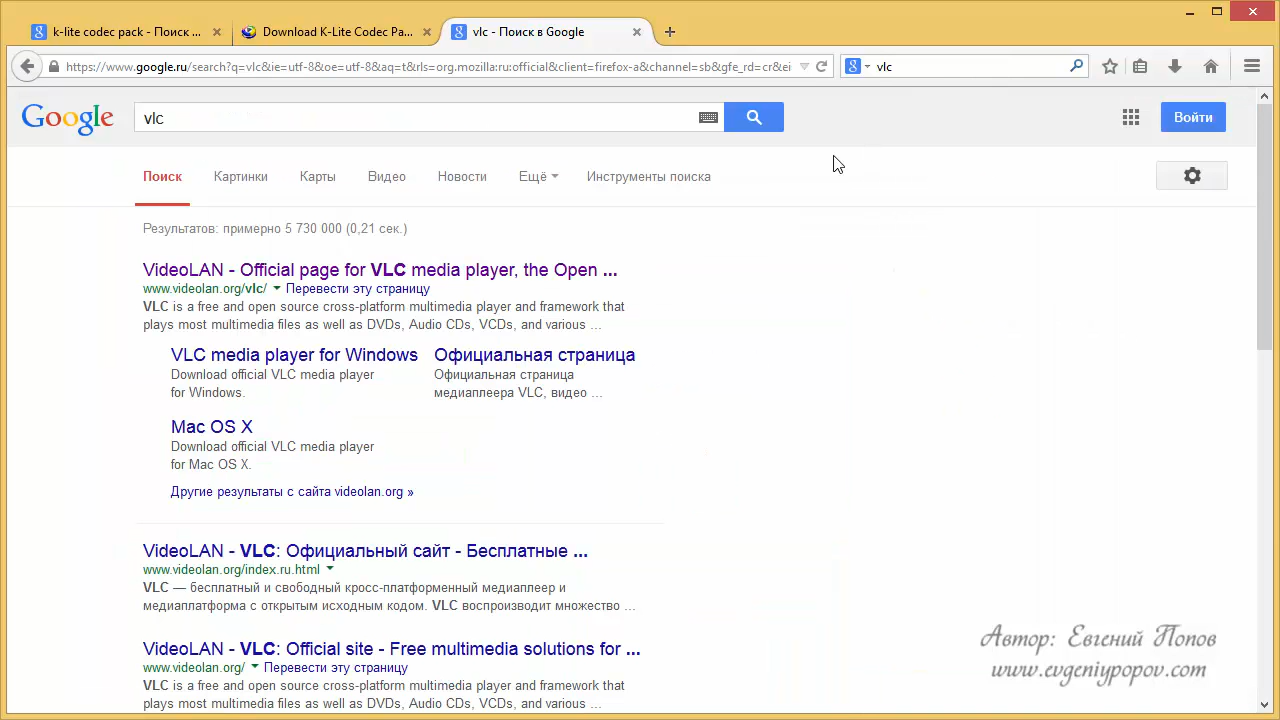 k-lite codec pack - Поиск ...
Download K-Lite Codec Pa...
vlc - Поиск в Google
https://www.google.ru/search?q=vlc&ie=utf-8&oe=utf-8&aq=t&rls=org.mozilla:ru:official&client=firefox-a&channel=sb&gfe_rd=cr&ei
vlc
Google
vlc
Войти
Поиск
Картинки
Карты
Видео
Новости
Ещё
Инструменты поиска
Результатов: примерно 5 730 000 (0,21 сек.)
VideoLAN - Official page for VLC media player, the Open ...
www.videolan.org/vlc/ Перевести эту страницу
VLC is a free and open source cross-platform multimedia player and framework that
plays most multimedia files as well as DVDs, Audio CDs, VCDs, and various ...
VLC media player for Windows
Download official VLC media player
for Windows.
Официальная страница
Официальная страница
медиаплеера VLC, видео ...
Mac OS X
Download official VLC media player
for Mac OS X.
Другие результаты с сайта videolan.org »
VideoLAN - VLC: Официальный сайт - Бесплатные ...
www.videolan.org/index.ru.html
VLC — бесплатный и свободный кросс-платформенный медиаплеер и
медиаплатформа с открытым исходным кодом. VLC воспроизводит множество ...
VideoLAN - VLC: Official site - Free multimedia solutions for ...
www.videolan.org/ Перевести эту страницу
VLC is a free and open source cross-platform multimedia player and framework that
plays most multimedia files as well as DVDs, Audio CDs, VCDs, and various ...
Автор: Евгений Попов
www.evgeniypopov.com